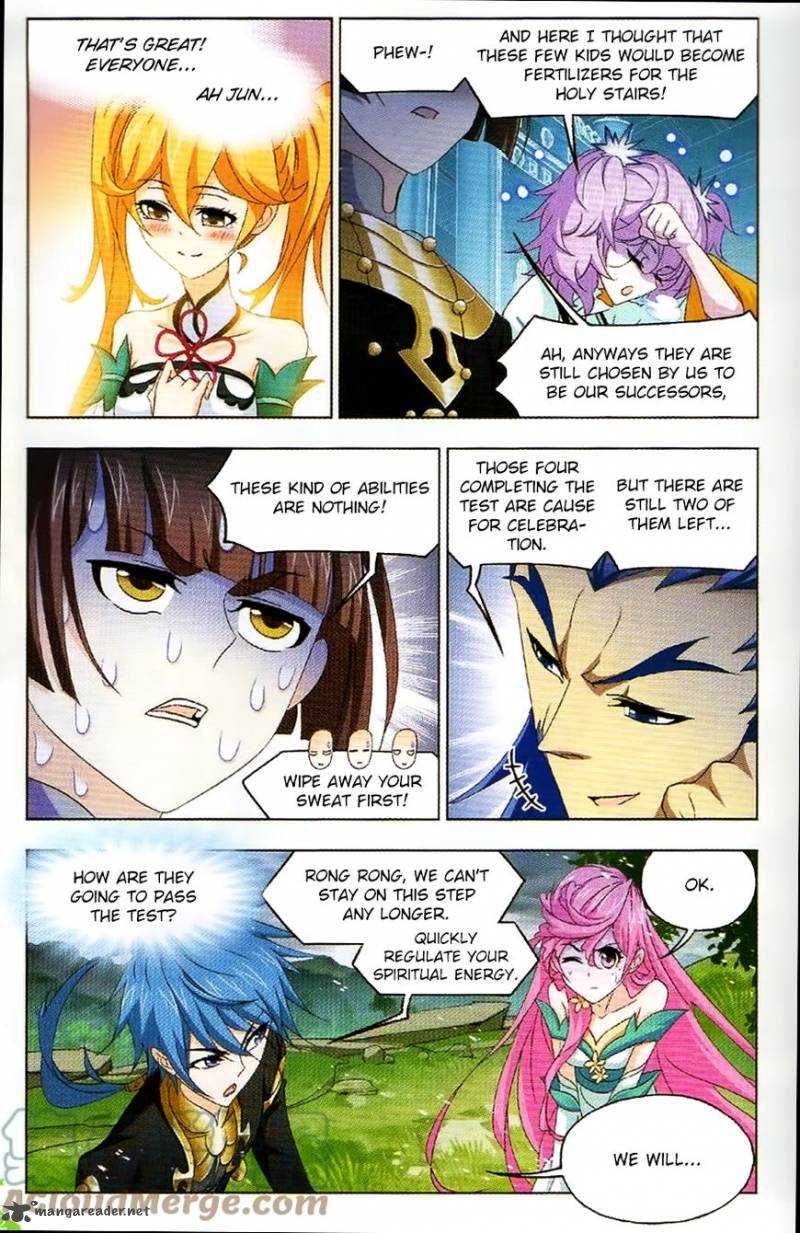 THAT'S GREAT!
EVERYONE...
AH JUN...
PHEW-!
AND HERE I THOUGHT THAT
THESE FEW KIDS WOULD BECOME
FERTILIZERS FOR THE
HOLY STAIRS!
AH, ANYWAYS THEY ARE
STILL CHOSEN BY US TO
BE OUR SUCCESSORS,
THESE KIND OF ABILITIES
ARE NOTHING!
WIPE AWAY YOUR
SWEAT FIRST!
THOSE FOUR
COMPLETING THE
TEST ARE CAUSE
FOR CELEBRA-
TION.
BUT THERE ARE
STILL TWO OF
THEM LEFT...
HOW ARE THEY
GOING TO PASS
THE TEST?
RONG RONG, WE CAN'T
STAY ON THIS STEP
ANY LONGER.
QUICKLY
REGULATE YOUR
SPIRITUAL ENERGY.
OK.
WE WILL...
mangareader.net